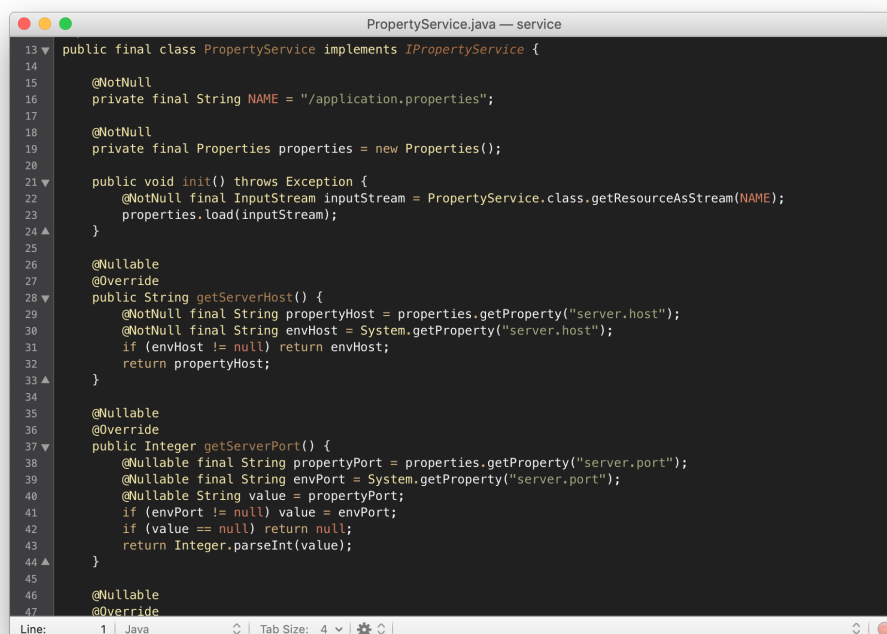 PropertyService.java — service
13 public final class PropertyService implements IPropertyService {
14
15     @NotNull
16     private final String NAME = "/application.properties";
17
18     @NotNull
19     private final Properties properties = new Properties();
20
21     public void init() throws Exception {
22         @NotNull final InputStream inputStream = PropertyService.class.getResourceAsStream(NAME);
23         properties.load(inputStream);
24     }
25
26     @Nullable
27     @Override
28     public String getServerHost() {
29         @NotNull final String propertyHost = properties.getProperty("server.host");
30         @NotNull final String envHost = System.getProperty("server.host");
31         if (envHost != null) return envHost;
32         return propertyHost;
33     }
34
35     @Nullable
36     @Override
37     public Integer getServerPort() {
38         @Nullable final String propertyPort = properties.getProperty("server.port");
39         @Nullable final String envPort = System.getProperty("server.port");
40         @Nullable String value = propertyPort;
41         if (envPort != null) value = envPort;
42         if (value == null) return null;
43         return Integer.parseInt(value);
44     }
45
46     @Nullable
47     @Override
Line: 1 Java Tab Size: 4